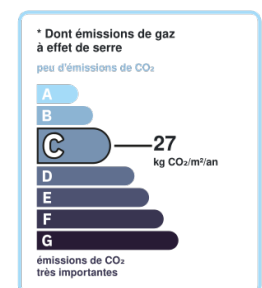 * Dont émissions de gaz
à effet de serre
peu d'émissions de CO₂
A
B
C
27
kg CO₂/m²/an
D
E
F
G
émissions de CO₂
très importantes